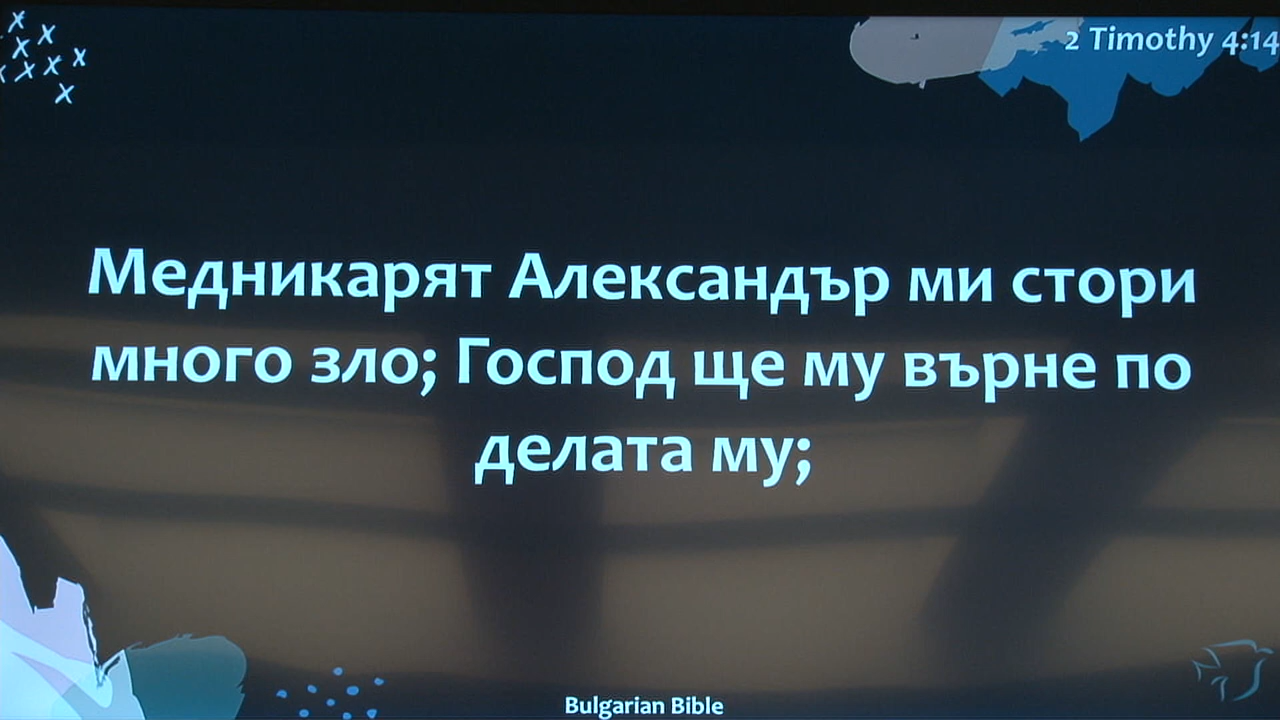 2 Timothy 4:14
Медникарят Александър ми стори
много зло; Господ ще му върне по
делата му;
Bulgarian Bible